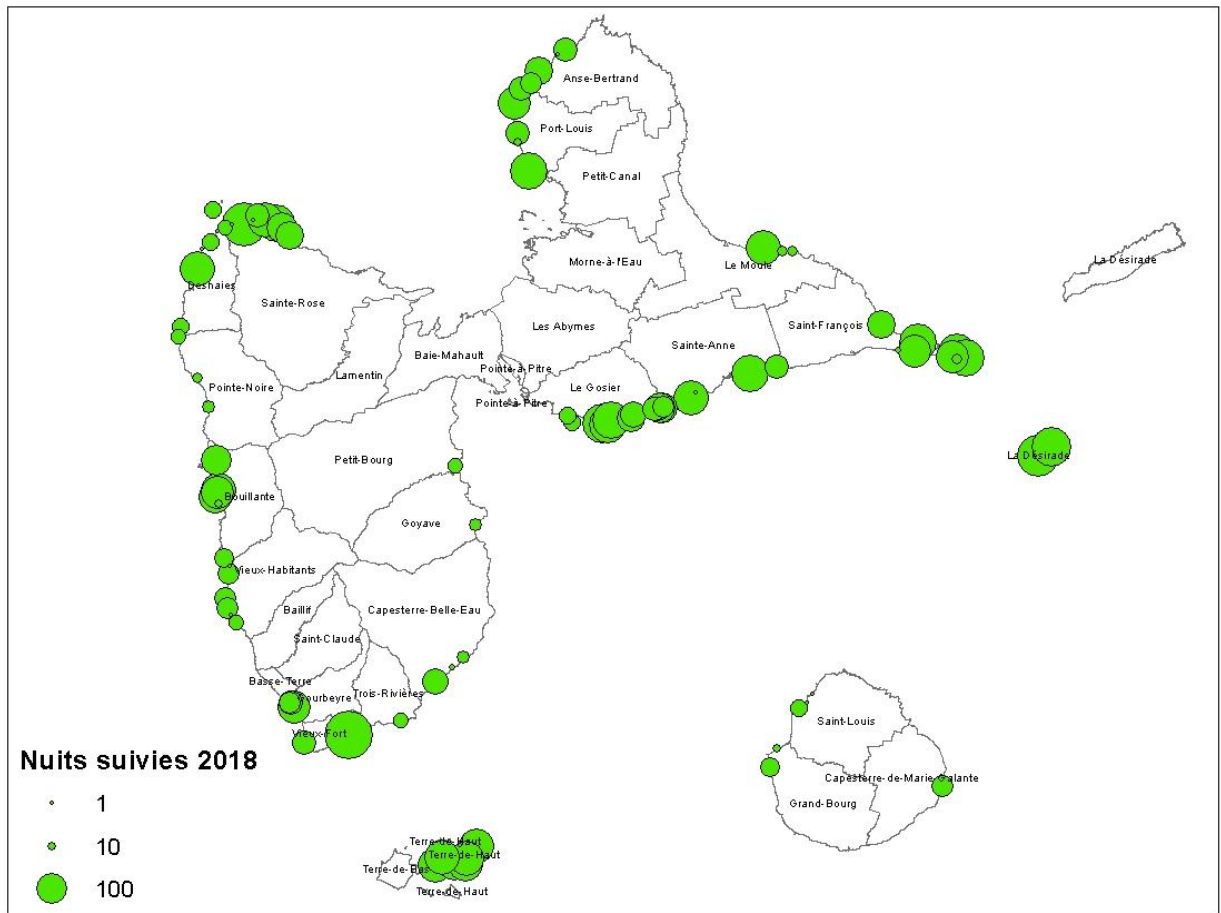 Anse-Bertrand
Port-Louis
Petit-Canal
Morne-à-l'Eau
Le Moule
La Désirade
Deshaies
Sainte-Rose
Les Abymes
Saint-François
Sainte-Anne
Baie-Mahault
Pointe-à-Pitre
Lamentin
Pointe-Noire
Le Gosier
Pointe-à-Pitre
Petit-Bourg
La Désirade
Bouillante
Goyave
Vieux-Habitants
Baillif
Capesterre-Belle-Eau
Saint-Claude
Basse-Terre
Gourbeyre
Trois-Rivières
Vieux-Fort
Saint-Louis
Capesterre-de-Marie-Galante
Grand-Bourg
Terre-de-Haut
Terre-de-Haut
Terre-de-Bas
Terre-de-Haut
Nuits suivies 2018
1
10
100